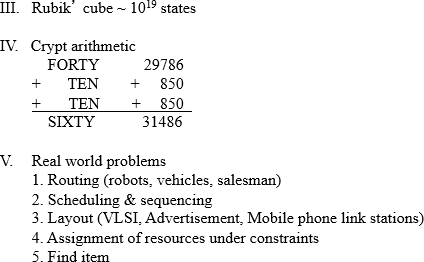 III. Rubik’ cube ~ 10¹⁹ states
IV. Crypt arithmetic
FORTY 29786
+ TEN + 850
+ TEN + 850
SIXTY 31486
V. Real world problems
1. Routing (robots, vehicles, salesman)
2. Scheduling & sequencing
3. Layout (VLSI, Advertisement, Mobile phone link stations)
4. Assignment of resources under constraints
5. Find item